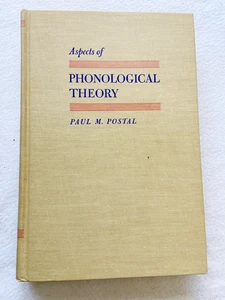 Aspects of
PHONOLOGICAL
THEORY
PAUL M. POSTAL